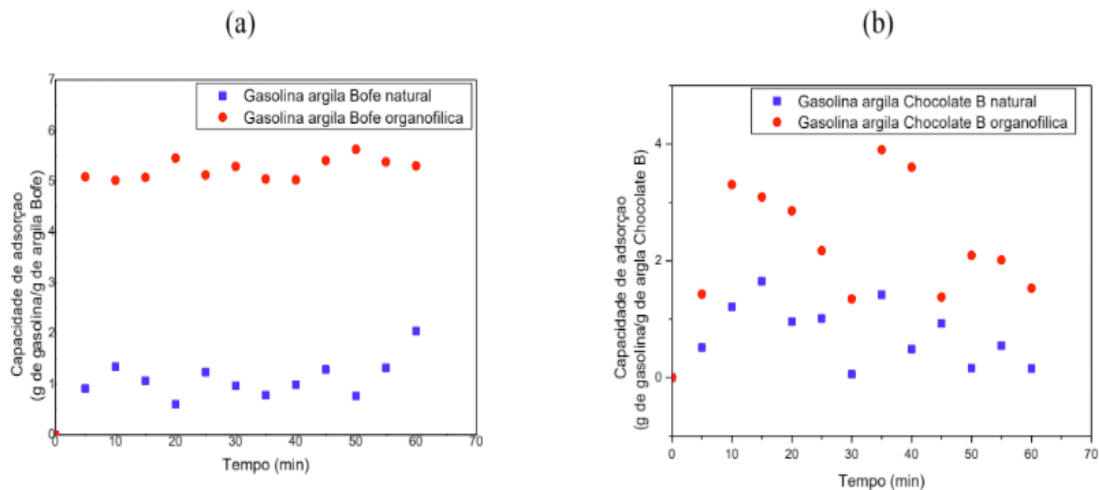 (a)
(b)
7
6
5
4
3
2
1
0
Gasolina argila Bofe natural
Gasolina argila Bofe organofilica
Capacidade de adsorçao
(g de gasolina/g de argila Bofe)
0 10 20 30 40 50 60 70
Tempo (min)
4
2
0
Gasolina argila Chocolate B natural
Gasolina argila Chocolate B organofilica
Capacidade de adsorçao
(g de gasolina/g de argla Chocolate B)
0 10 20 30 40 50 60 70
Tempo (min)